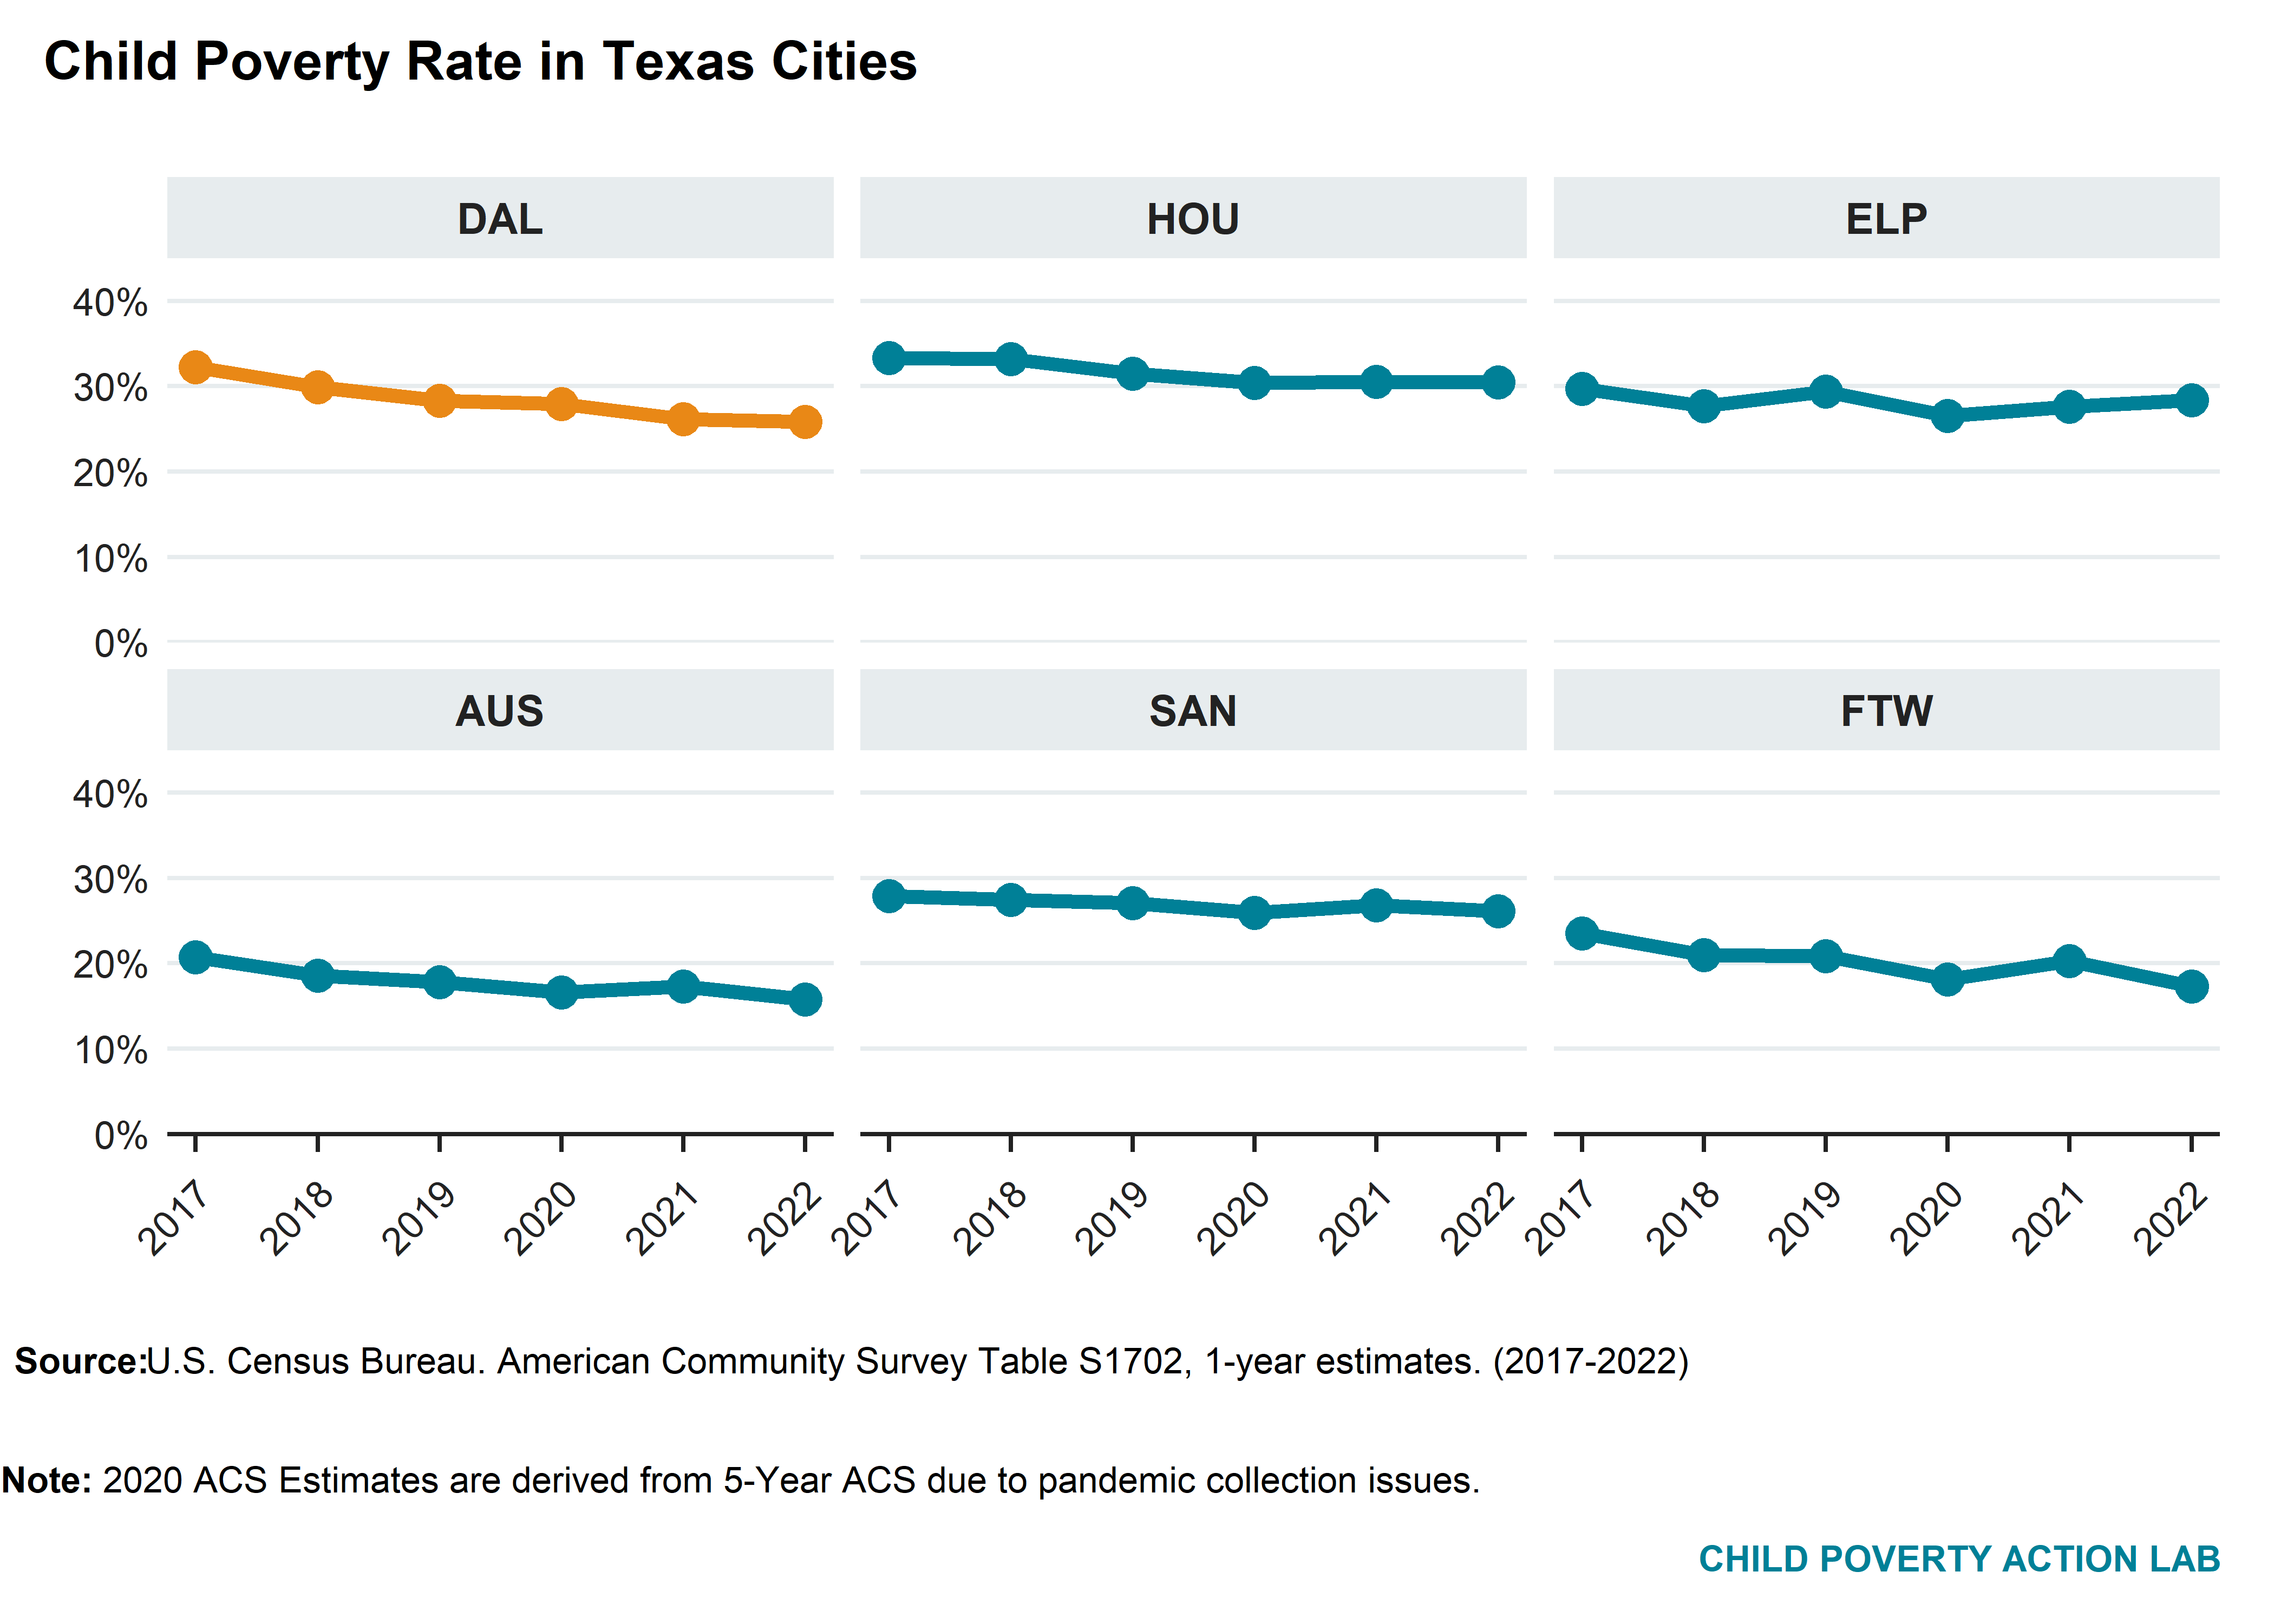 Child Poverty Rate in Texas Cities
DAL HOU ELP
40%
30%
20%
10%
0%
AUS SAN FTW
40%
30%
20%
10%
0%
2017 2018 2019 2020 2021 2022 2017 2018 2019 2020 2021 2022 2017 2018 2019 2020 2021 2022
Source:U.S. Census Bureau. American Community Survey Table S1702, 1-year estimates. (2017-2022)
Note: 2020 ACS Estimates are derived from 5-Year ACS due to pandemic collection issues.
CHILD POVERTY ACTION LAB